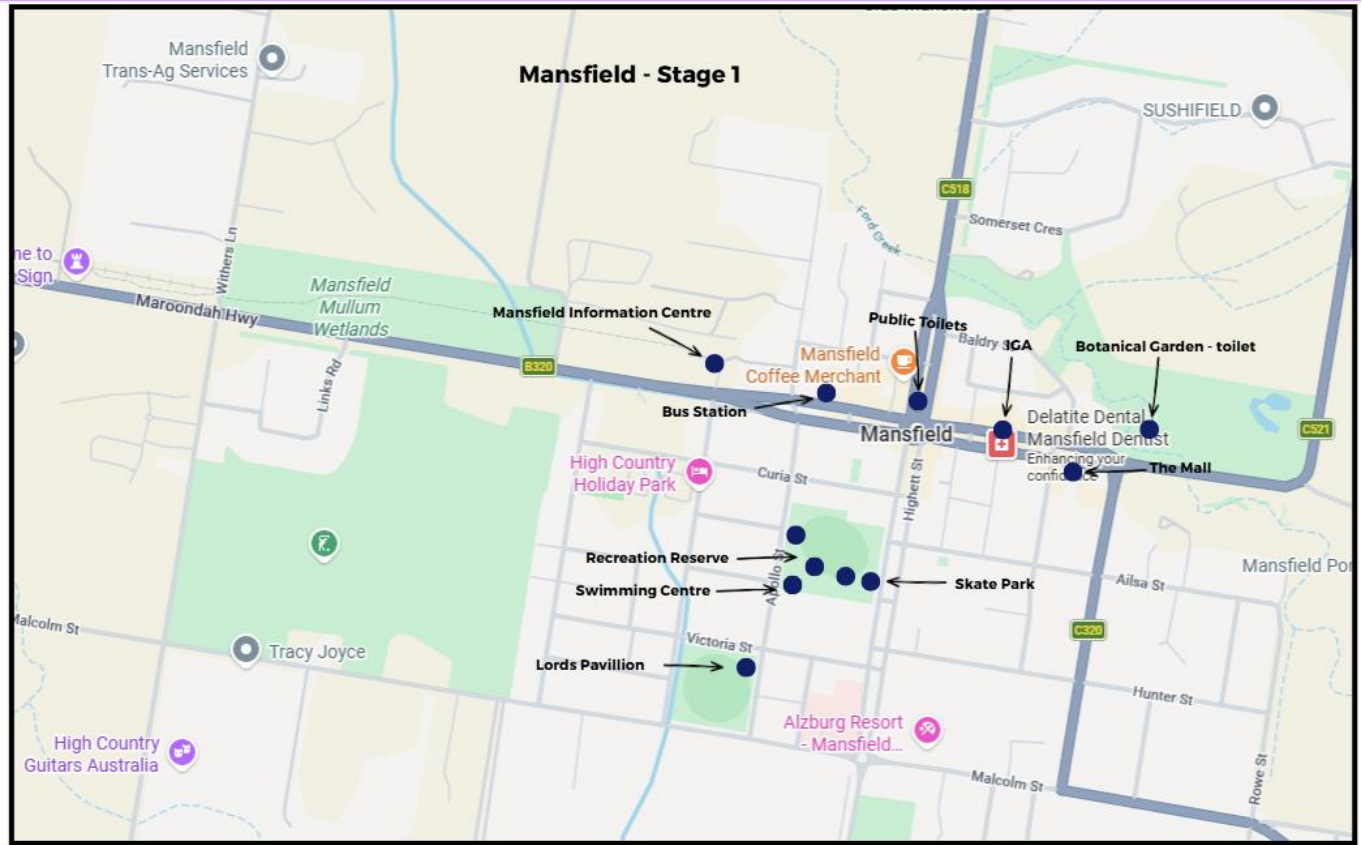 Mansfield
Trans-Ag Services
Mansfield - Stage 1
SUSHIFIELD
C518
Somerset Cres
Ford Creek
Withers Ln
me to
Sign
Mansfield
Mullum
Wetlands
Maroondah Hwy
Mansfield Information Centre
Public Toilets
Baldry S
IGA
Botanical Garden - toilet
Mansfield
Coffee Merchant
B320
Links Rd
Bus Station
Mansfield
Delatite Dental
Mansfield Dentist
Enhancing your
confidence
The Mall
C521
High Country
Holiday Park
Curia St
Highett St
Recreation Reserve
Apollo St
Swimming Centre
Skate Park
Ailsa St
Mansfield Por
Malcolm St
Tracy Joyce
Victoria St
C320
Lords Pavillion
Hunter St
Alzburg Resort
- Mansfield...
High Country
Guitars Australia
Malcolm St
Rowe St